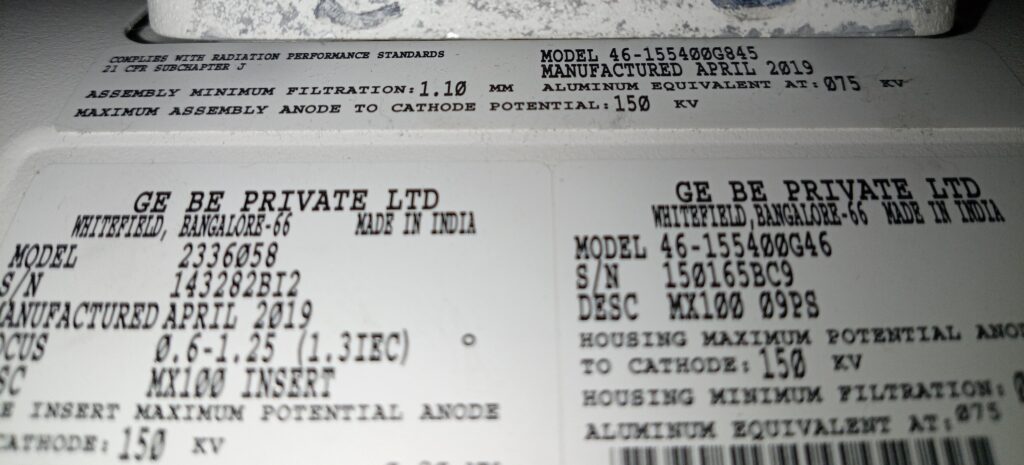 COMPLIES WITH RADIATION PERFORMANCE STANDARDS
21 CFR SUBCHAPTER J
MODEL 46-155400G845
MANUFACTURED APRIL 2019
ASSEMBLY MINIMUM FILTRATION: 1.10 MM ALUMINUM EQUIVALENT AT: 075 KV
MAXIMUM ASSEMBLY ANODE TO CATHODE POTENTIAL: 150 KV
GE BE PRIVATE LTD
WHITEFIELD, BANGALORE-66 MADE IN INDIA
MODEL 2336058
S/N 143282BI2
MANUFACTURED APRIL 2019
OCUS 0.6-1.25 (1.3IEC)
SC MX100 INSERT
E INSERT MAXIMUM POTENTIAL ANODE
CATHODE: 150 KV
GE BE PRIVATE LTD
WHITEFIELD, BANGALORE-66 MADE IN INDIA
MODEL 46-155400G46
S/N 150165BC9
DESC MX100 09PS
HOUSING MAXIMUM POTENTIAL ANO
TO CATHODE: 150 KV
HOUSING MINIMUM FILTRATION:
ALUMINUM EQUIVALENT AT: 075